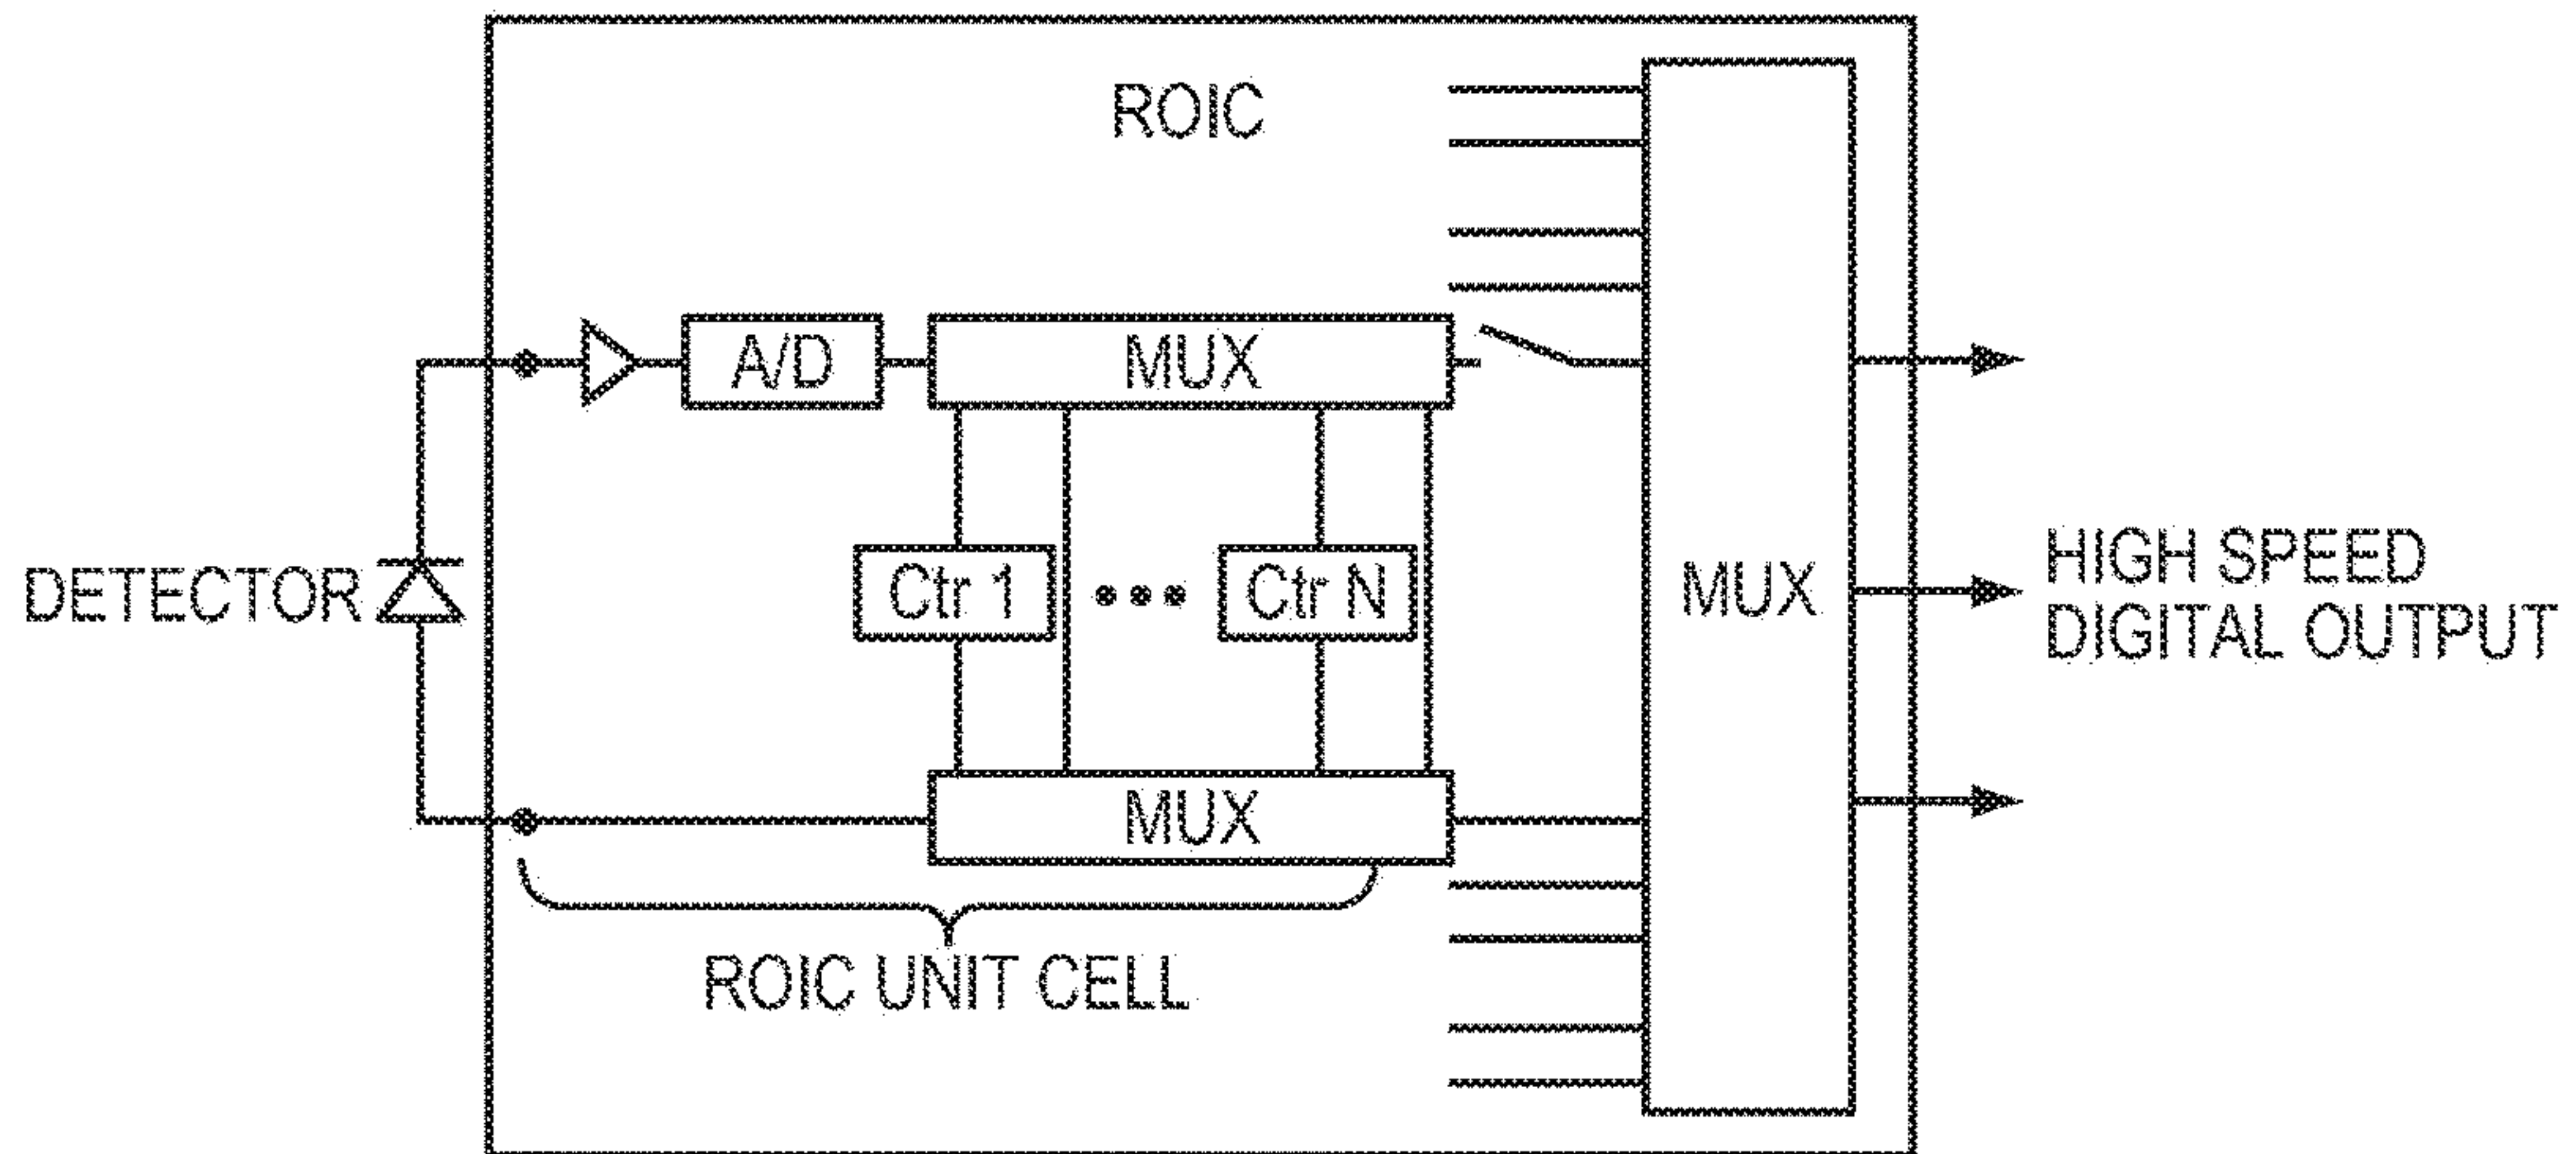 ROIC
A/D
MUX
DETECTOR
Ctr 1
Ctr N
MUX
HIGH SPEED
DIGITAL OUTPUT
MUX
ROIC UNIT CELL